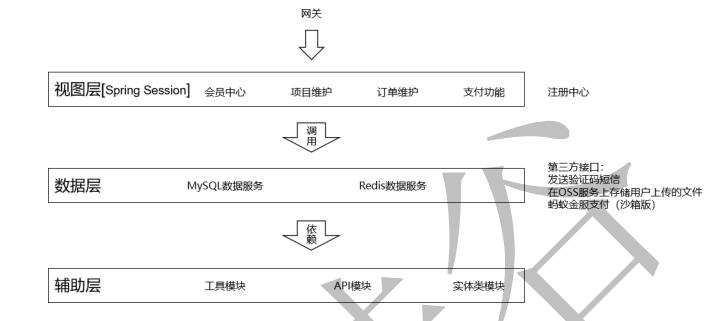 网关
视图层[Spring Session] 会员中心 项目维护 订单维护 支付功能 注册中心
调用
第三方接口：
发送验证码短信
在OSS服务上存储用户上传的文件
蚂蚁金服支付（沙箱版）
数据层 MySQL数据服务 Redis数据服务
依赖
辅助层 工具模块 API模块 实体类模块